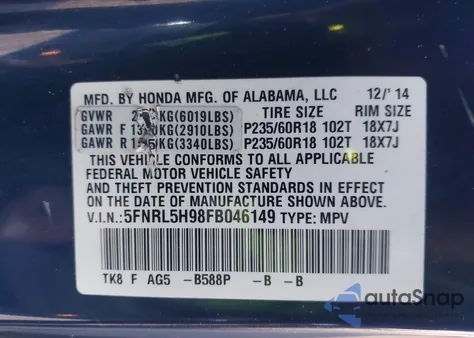 MFD. BY HONDA MFG. OF ALABAMA, LLC 12/'14
GVWR KG(6019LBS) TIRE SIZE RIM SIZE
GAWR F KG(2910LBS) P235/60R18 102T 18X7J
GAWR R KG(3340LBS) P235/60R18 102T 18X7J
THIS VEHICLE CONFORMS TO ALL APPLICABLE
FEDERAL MOTOR VEHICLE SAFETY
AND THEFT PREVENTION STANDARDS IN EFFECT
ON THE DATE OF MANUFACTURE SHOWN ABOVE.
V.I.N.: 5FNRL5H98FB046149 TYPE: MPV
TK8 F AG5 -B588P -B -B
autoSnap